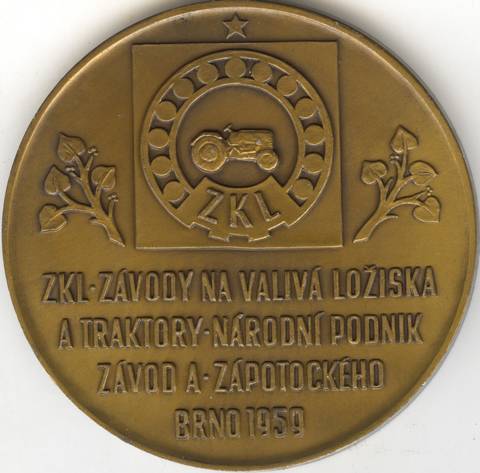 ZKL
ZKL·ZÁVODY NA VALIVÁ LOŽISKA
A TRAKTORY·NÁRODNÍ PODNIK
ZÁVOD A·ZÁPOTOCKÉHO
BRNO 1959